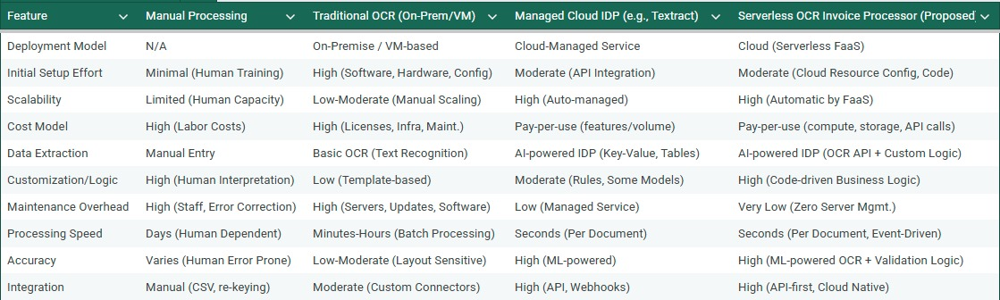 Feature Manual Processing Traditional OCR (On-Prem/VM) Managed Cloud IDP (e.g., Textract) Serverless OCR Invoice Processor (Proposed)
Deployment Model N/A On-Premise / VM-based Cloud-Managed Service Cloud (Serverless FaaS)
Initial Setup Effort Minimal (Human Training) High (Software, Hardware, Config) Moderate (API Integration) Moderate (Cloud Resource Config, Code)
Scalability Limited (Human Capacity) Low-Moderate (Manual Scaling) High (Auto-managed) High (Automatic by FaaS)
Cost Model High (Labor Costs) High (Licenses, Infra, Maint.) Pay-per-use (features/volume) Pay-per-use (compute, storage, API calls)
Data Extraction Manual Entry Basic OCR (Text Recognition) AI-powered IDP (Key-Value, Tables) AI-powered IDP (OCR API + Custom Logic)
Customization/Logic High (Human Interpretation) Low (Template-based) Moderate (Rules, Some Models) High (Code-driven Business Logic)
Maintenance Overhead High (Staff, Error Correction) High (Servers, Updates, Software) Low (Managed Service) Very Low (Zero Server Mgmt.)
Processing Speed Days (Human Dependent) Minutes-Hours (Batch Processing) Seconds (Per Document) Seconds (Per Document, Event-Driven)
Accuracy Varies (Human Error Prone) Low-Moderate (Layout Sensitive) High (ML-powered) High (ML-powered OCR + Validation Logic)
Integration Manual (CSV, re-keying) Moderate (Custom Connectors) High (API, Webhooks) High (API-first, Cloud Native)